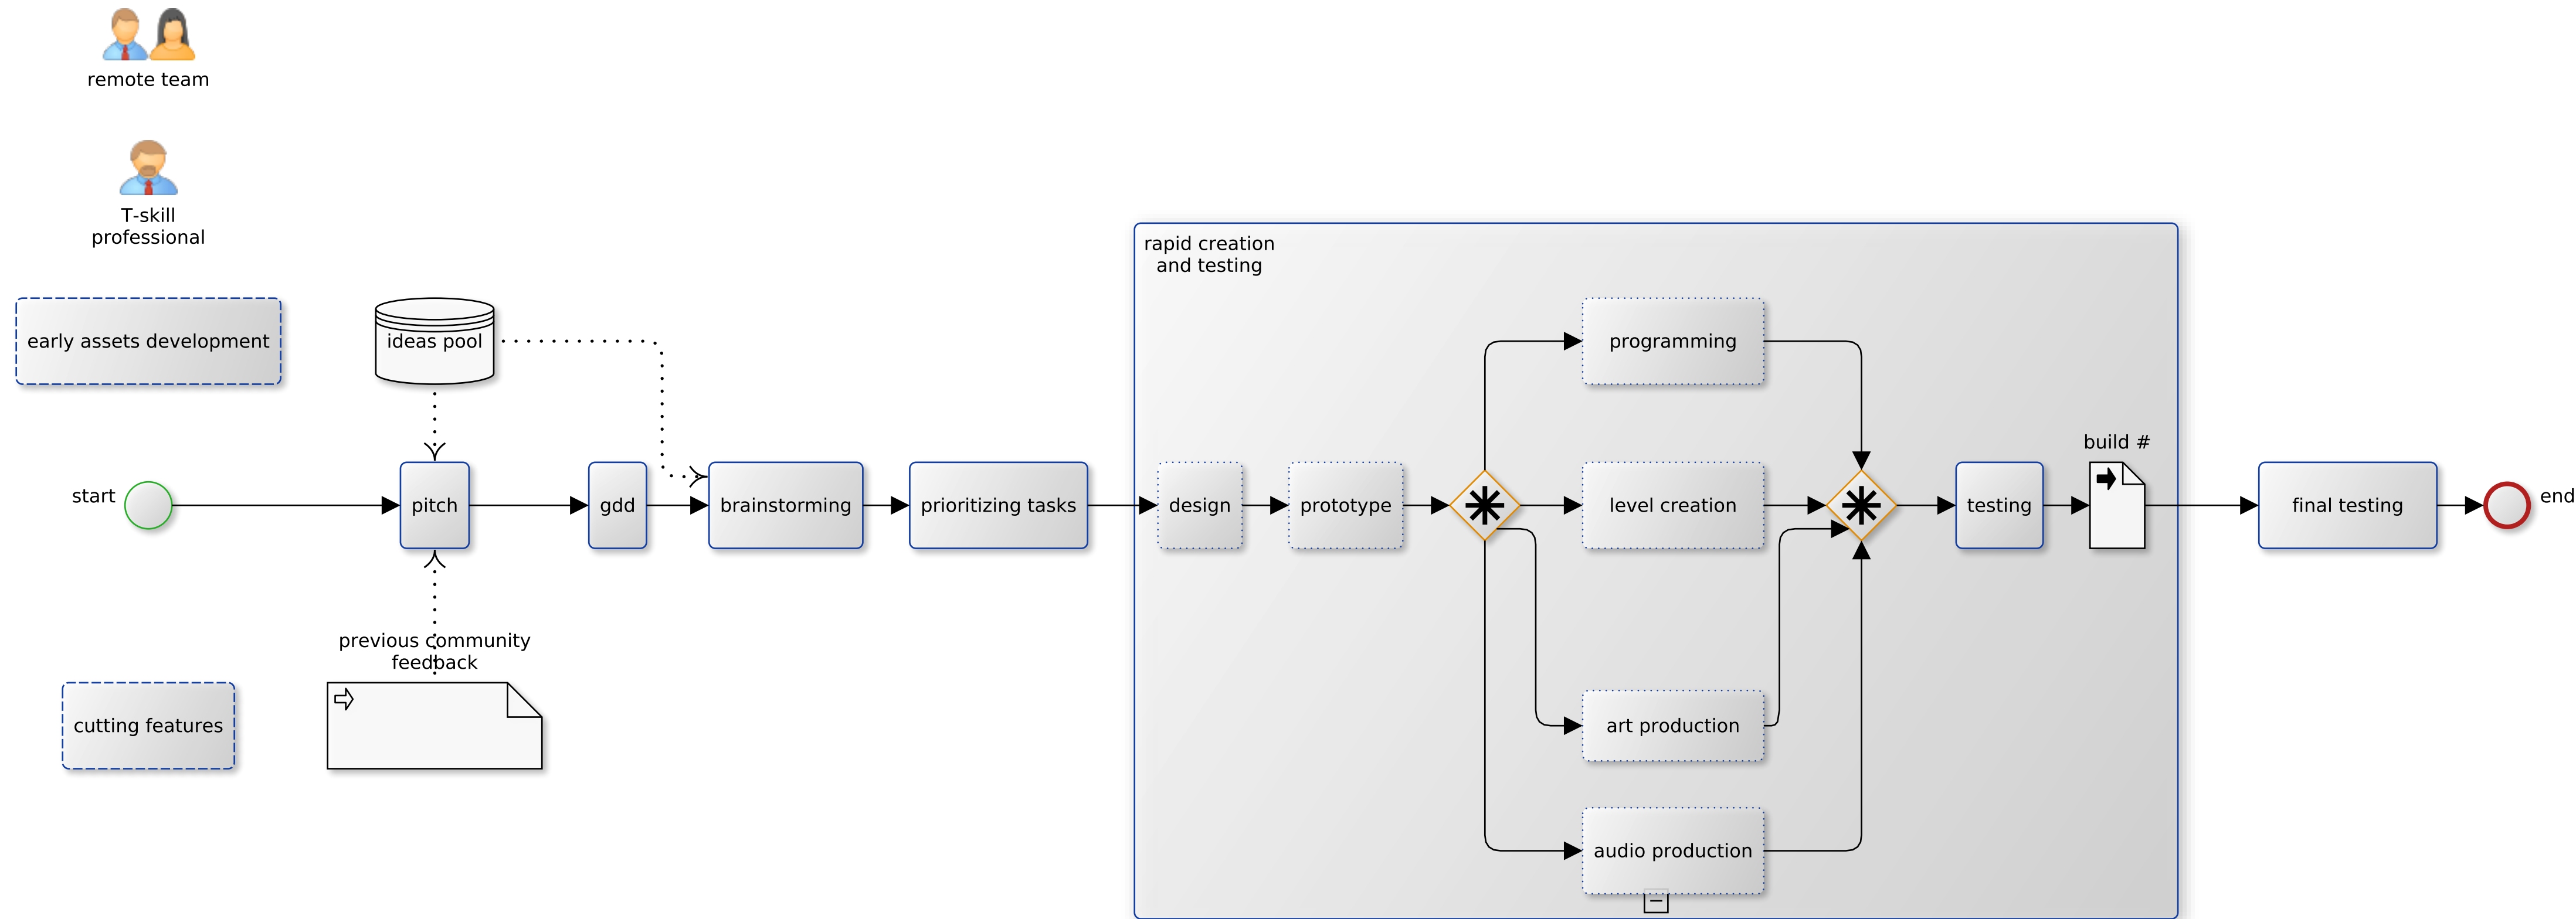 remote team
T-skill
professional
rapid creation
and testing
early assets development
ideas pool
programming
build #
start
pitch
gdd
brainstorming
prioritizing tasks
design
prototype
level creation
testing
final testing
end
previous community
feedback
cutting features
art production
audio production